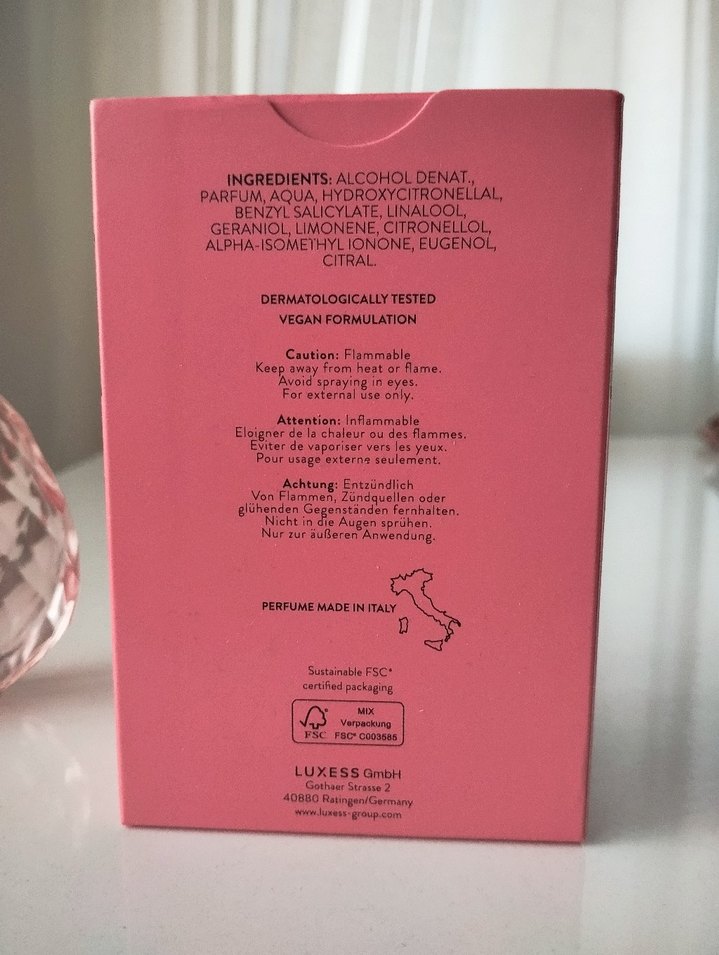 INGREDIENTS: ALCOHOL DENAT.,
PARFUM, AQUA, HYDROXYCITRONELLAL,
BENZYL SALICYLATE, LINALOOL,
GERANIOL, LIMONENE, CITRONELLOL,
ALPHA-ISOMETHYL IONONE, EUGENOL,
CITRAL.
DERMATOLOGICALLY TESTED
VEGAN FORMULATION
Caution: Flammable
Keep away from heat or flame.
Avoid spraying in eyes.
For external use only.
Attention: Inflammable
Eloigner de la chaleur ou des flammes.
Eviter de vaporiser vers les yeux.
Pour usage externe seulement.
Achtung: Entzündlich
Von Flammen, Zündquellen oder
glühenden Gegenständen fernhalten.
Nicht in die Augen sprühen.
Nur zur äußeren Anwendung.
PERFUME MADE IN ITALY
Sustainable FSC®
certified packaging
MIX
Verpackung
FSC FSC® C003585
LUXESS GmbH
Gothaer Strasse 2
40880 Ratingen/Germany
www.luxess-group.com